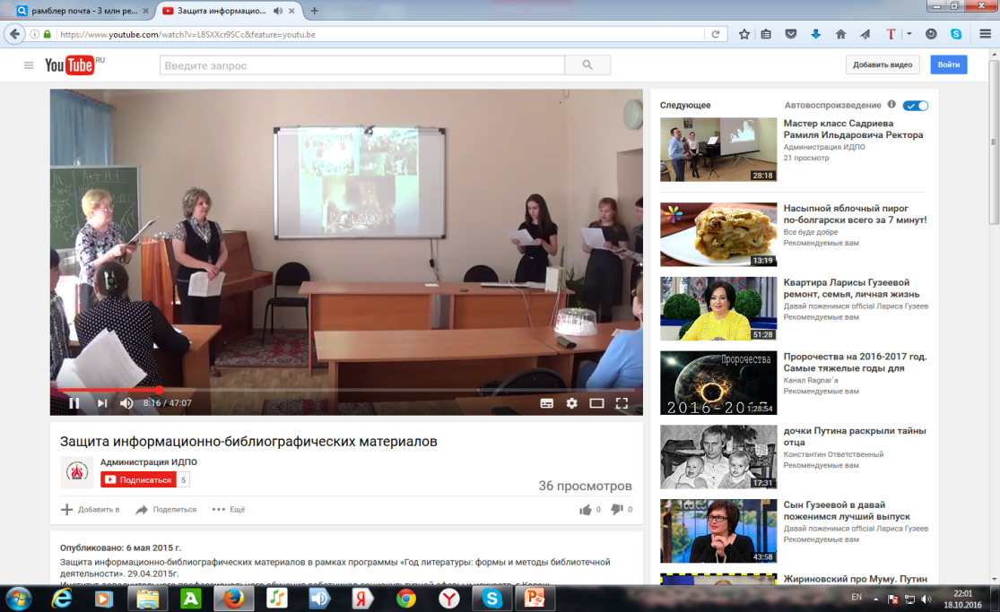 рамблер почта - 3 млн ре...
Защита информацио...
https://www.youtube.com/watch?v=L8SXXcr9SCc&feature=youtu.be
YouTube RU
Введите запрос
Добавить видео
Войти
8:16 / 47:07
Защита информационно-библиографических материалов
Администрация ИДПО
Подписаться 5
36 просмотров
Добавить в
Поделиться
Ещё
0
0
Опубликовано: 6 мая 2015 г.
Защита информационно-библиографических материалов в рамках программы «Год литературы: формы и методы библиотечной
деятельности». 29.04.2015г.
Следующее
Автовоспроизведение
Мастер класс Садриева
Рамиля Ильдаровича Ректора
Администрация ИДПО
21 просмотр
28:18
Насыпной яблочный пирог
по-болгарски всего за 7 минут!
Все буде добре
Рекомендуемые вам
13:19
Квартира Ларисы Гузеевой
ремонт, семья, личная жизнь
Давай поженимся official Лариса Гузеев
Рекомендуемые вам
51:28
Пророчества
2016-201
1:28:54
Пророчества на 2016-2017 год.
Самые тяжелые годы для
Канал Ragnar`a
Рекомендуемые вам
дочки Путина раскрыли тайны
отца
Константин Ответственный
Рекомендуемые вам
17:31
Сын Гузеевой в давай
поженимся лучший выпуск
Давай поженимся official Лариса Гузеев
Рекомендуемые вам
43:58
Жириновский про Муму. Путин
EN
22:01
18.10.2016